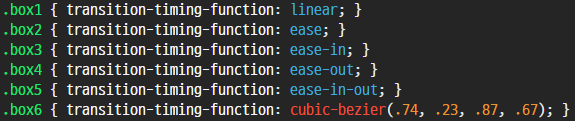 .box1 { transition-timing-function: linear; }
.box2 { transition-timing-function: ease; }
.box3 { transition-timing-function: ease-in; }
.box4 { transition-timing-function: ease-out; }
.box5 { transition-timing-function: ease-in-out; }
.box6 { transition-timing-function: cubic-bezier(.74, .23, .87, .67); }